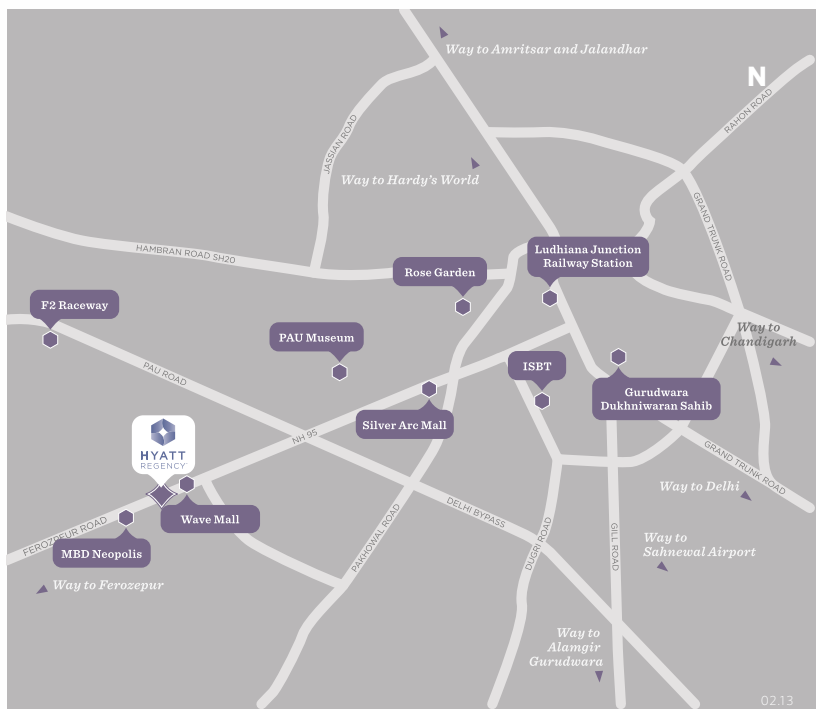 Way to Amritsar and Jalandhar
N
RAHON ROAD
JASSIAN ROAD
Way to Hardy's World
GRAND TRUNK ROAD
HAMBRAN ROAD SH20
Ludhiana Junction
Railway Station
Rose Garden
F2 Raceway
PAU Museum
Way to
Chandigarh
ISBT
PAU ROAD
Gurudwara
Dukhniwaran Sahib
Silver Arc Mall
NH 95
HYATT
REGENCY
GRAND TRUNK ROAD
Way to Delhi
DELHI BYPASS
Wave Mall
FEROZPEUR ROAD
MBD Neopolis
PAKHOWAL ROAD
DUGRI ROAD
GILL ROAD
Way to
Sahnewal Airport
Way to Ferozepur
Way to
Alamgir
Gurudwara
02.13